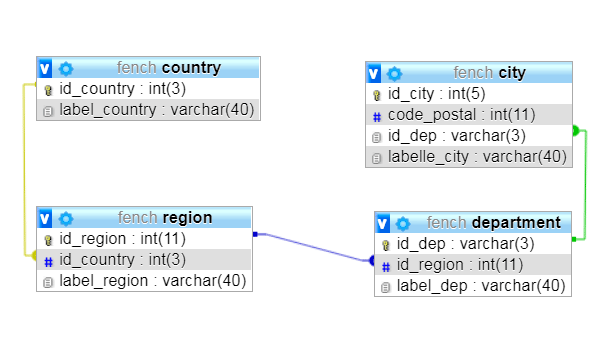 fench country
id_country : int(3)
label_country : varchar(40)
fench city
id_city : int(5)
code_postal : int(11)
id_dep : varchar(3)
labelle_city : varchar(40)
fench region
id_region : int(11)
id_country : int(3)
label_region : varchar(40)
fench department
id_dep : varchar(3)
id_region : int(11)
label_dep : varchar(40)